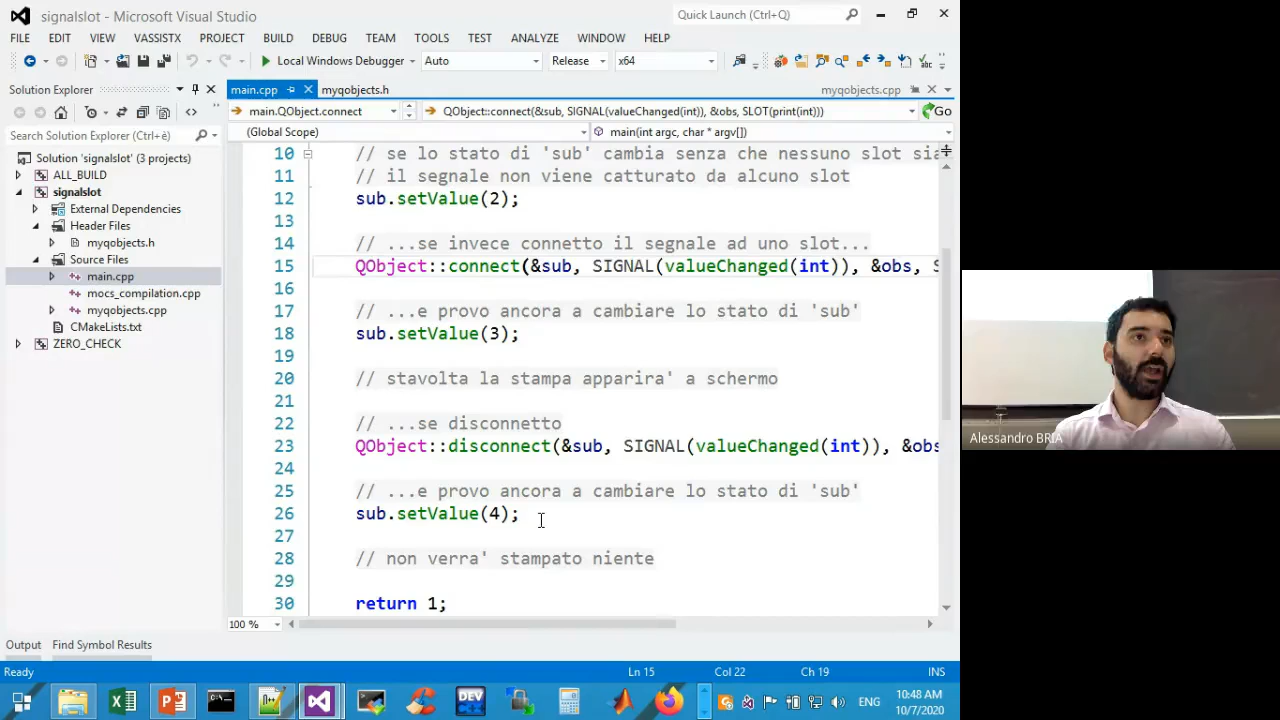 signalslot - Microsoft Visual Studio
Quick Launch (Ctrl+Q)
FILE EDIT VIEW VASSISTX PROJECT BUILD DEBUG TEAM TOOLS TEST ANALYZE WINDOW HELP
Local Windows Debugger Auto Release x64
Solution Explorer
main.cpp myqobjects.h myqobjects.cpp
main.QObject.connect QObject::connect(&sub, SIGNAL(valueChanged(int)), &obs, SLOT(print(int))) Go
Search Solution Explorer (Ctrl+è)
(Global Scope) main(int argc, char * argv[])
Solution 'signalslot' (3 projects)
ALL_BUILD
signalslot
External Dependencies
Header Files
myqobjects.h
Source Files
main.cpp
mocs_compilation.cpp
myqobjects.cpp
CMakeLists.txt
ZERO_CHECK
10 // se lo stato di 'sub' cambia senza che nessuno slot sia
11 // il segnale non viene catturato da alcuno slot
12 sub.setValue(2);
13
14 // ...se invece connetto il segnale ad uno slot...
15 QObject::connect(&sub, SIGNAL(valueChanged(int)), &obs, S
16
17 // ...e provo ancora a cambiare lo stato di 'sub'
18 sub.setValue(3);
19
20 // stavolta la stampa apparira' a schermo
21
22 // ...se disconnetto
23 QObject::disconnect(&sub, SIGNAL(valueChanged(int)), &obs
24
25 // ...e provo ancora a cambiare lo stato di 'sub'
26 sub.setValue(4);
27
28 // non verra' stampato niente
29
30 return 1;
100 %
Output Find Symbol Results
Ready Ln 15 Col 22 Ch 19 INS
DEV
ENG
10:48 AM
10/7/2020
Alessandro BRIA